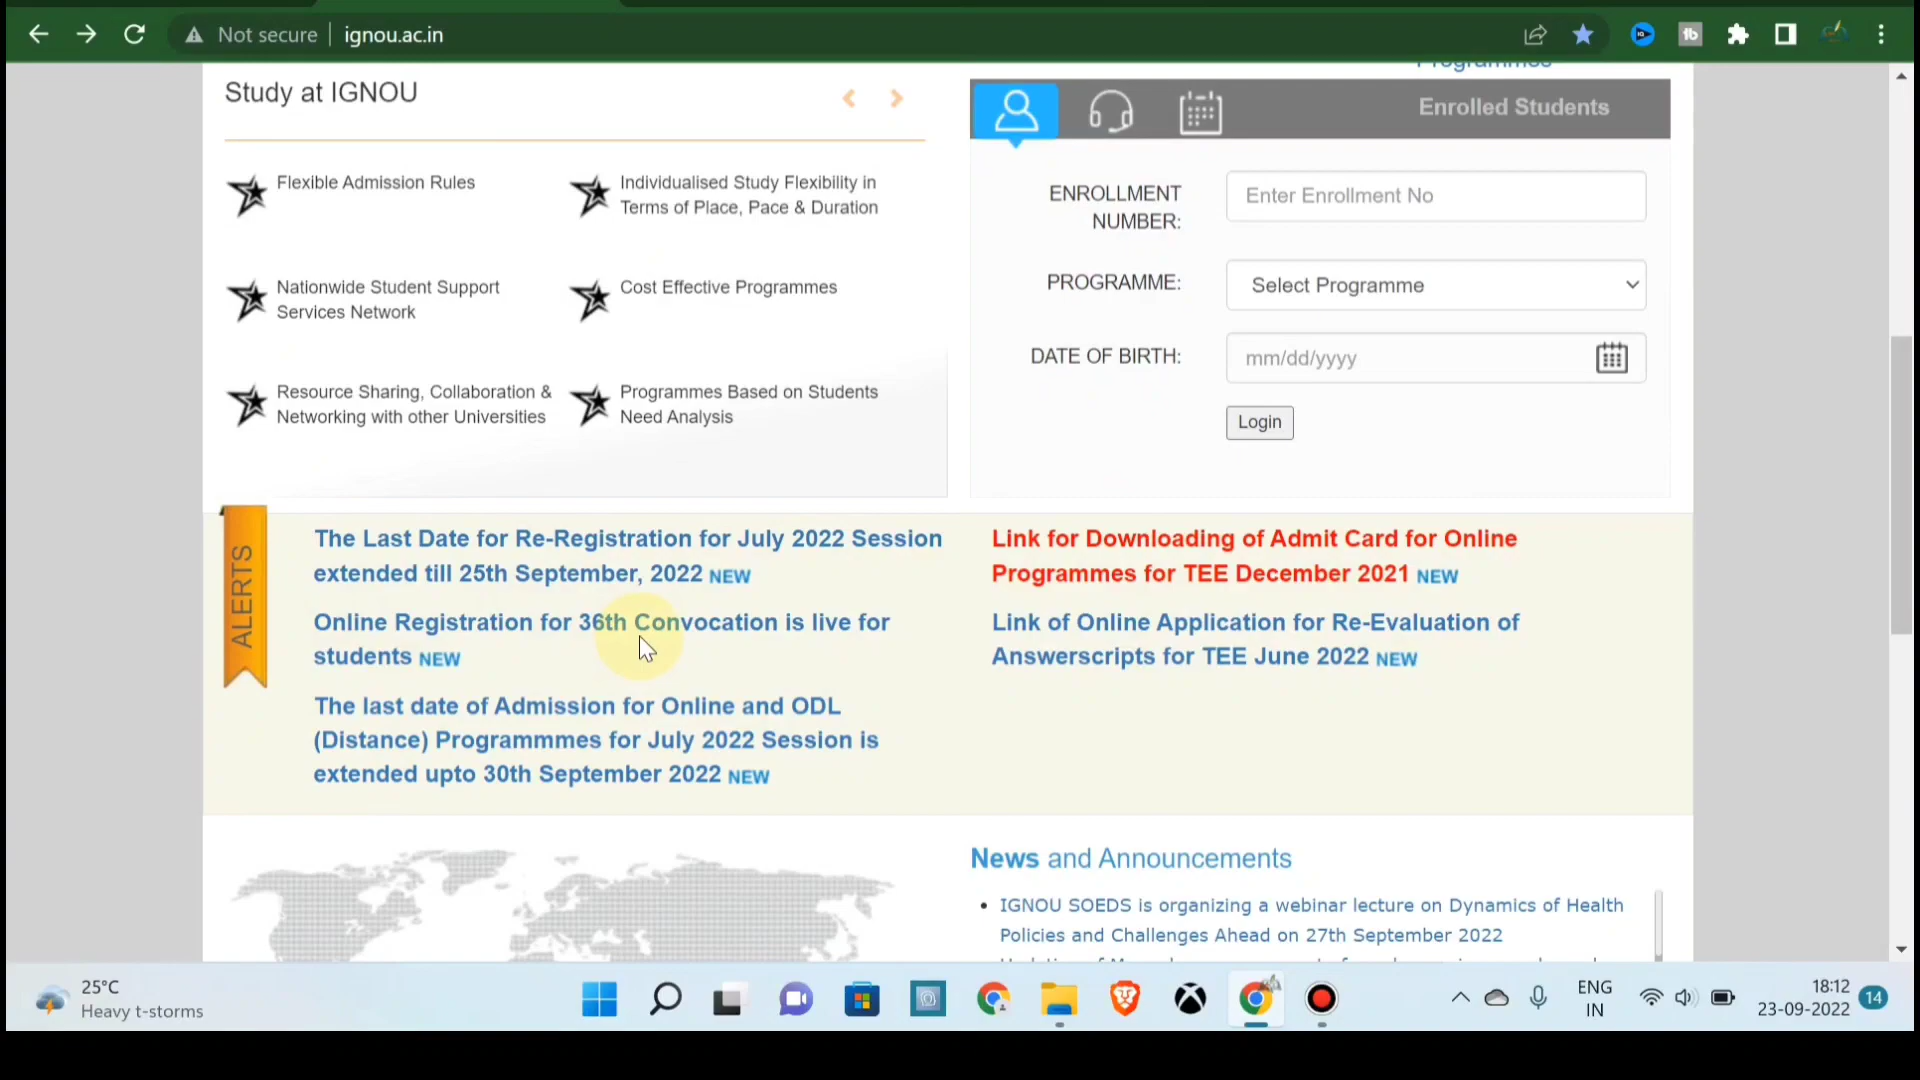 Not secure
ignou.ac.in
Programmes
Study at IGNOU
Enrolled Students
Flexible Admission Rules
Individualised Study Flexibility in
Terms of Place, Pace & Duration
Nationwide Student Support
Services Network
Cost Effective Programmes
Resource Sharing, Collaboration &
Networking with other Universities
Programmes Based on Students
Need Analysis
ENROLLMENT
NUMBER:
Enter Enrollment No
PROGRAMME:
Select Programme
DATE OF BIRTH:
mm/dd/yyyy
Login
ALERTS
The Last Date for Re-Registration for July 2022 Session
extended till 25th September, 2022 NEW
Online Registration for 36th Convocation is live for
students NEW
The last date of Admission for Online and ODL
(Distance) Programmmes for July 2022 Session is
extended upto 30th September 2022 NEW
Link for Downloading of Admit Card for Online
Programmes for TEE December 2021 NEW
Link of Online Application for Re-Evaluation of
Answerscripts for TEE June 2022 NEW
News and Announcements
IGNOU SOEDS is organizing a webinar lecture on Dynamics of Health
Policies and Challenges Ahead on 27th September 2022
25°C
Heavy t-storms
ENG
IN
18:12
23-09-2022
14